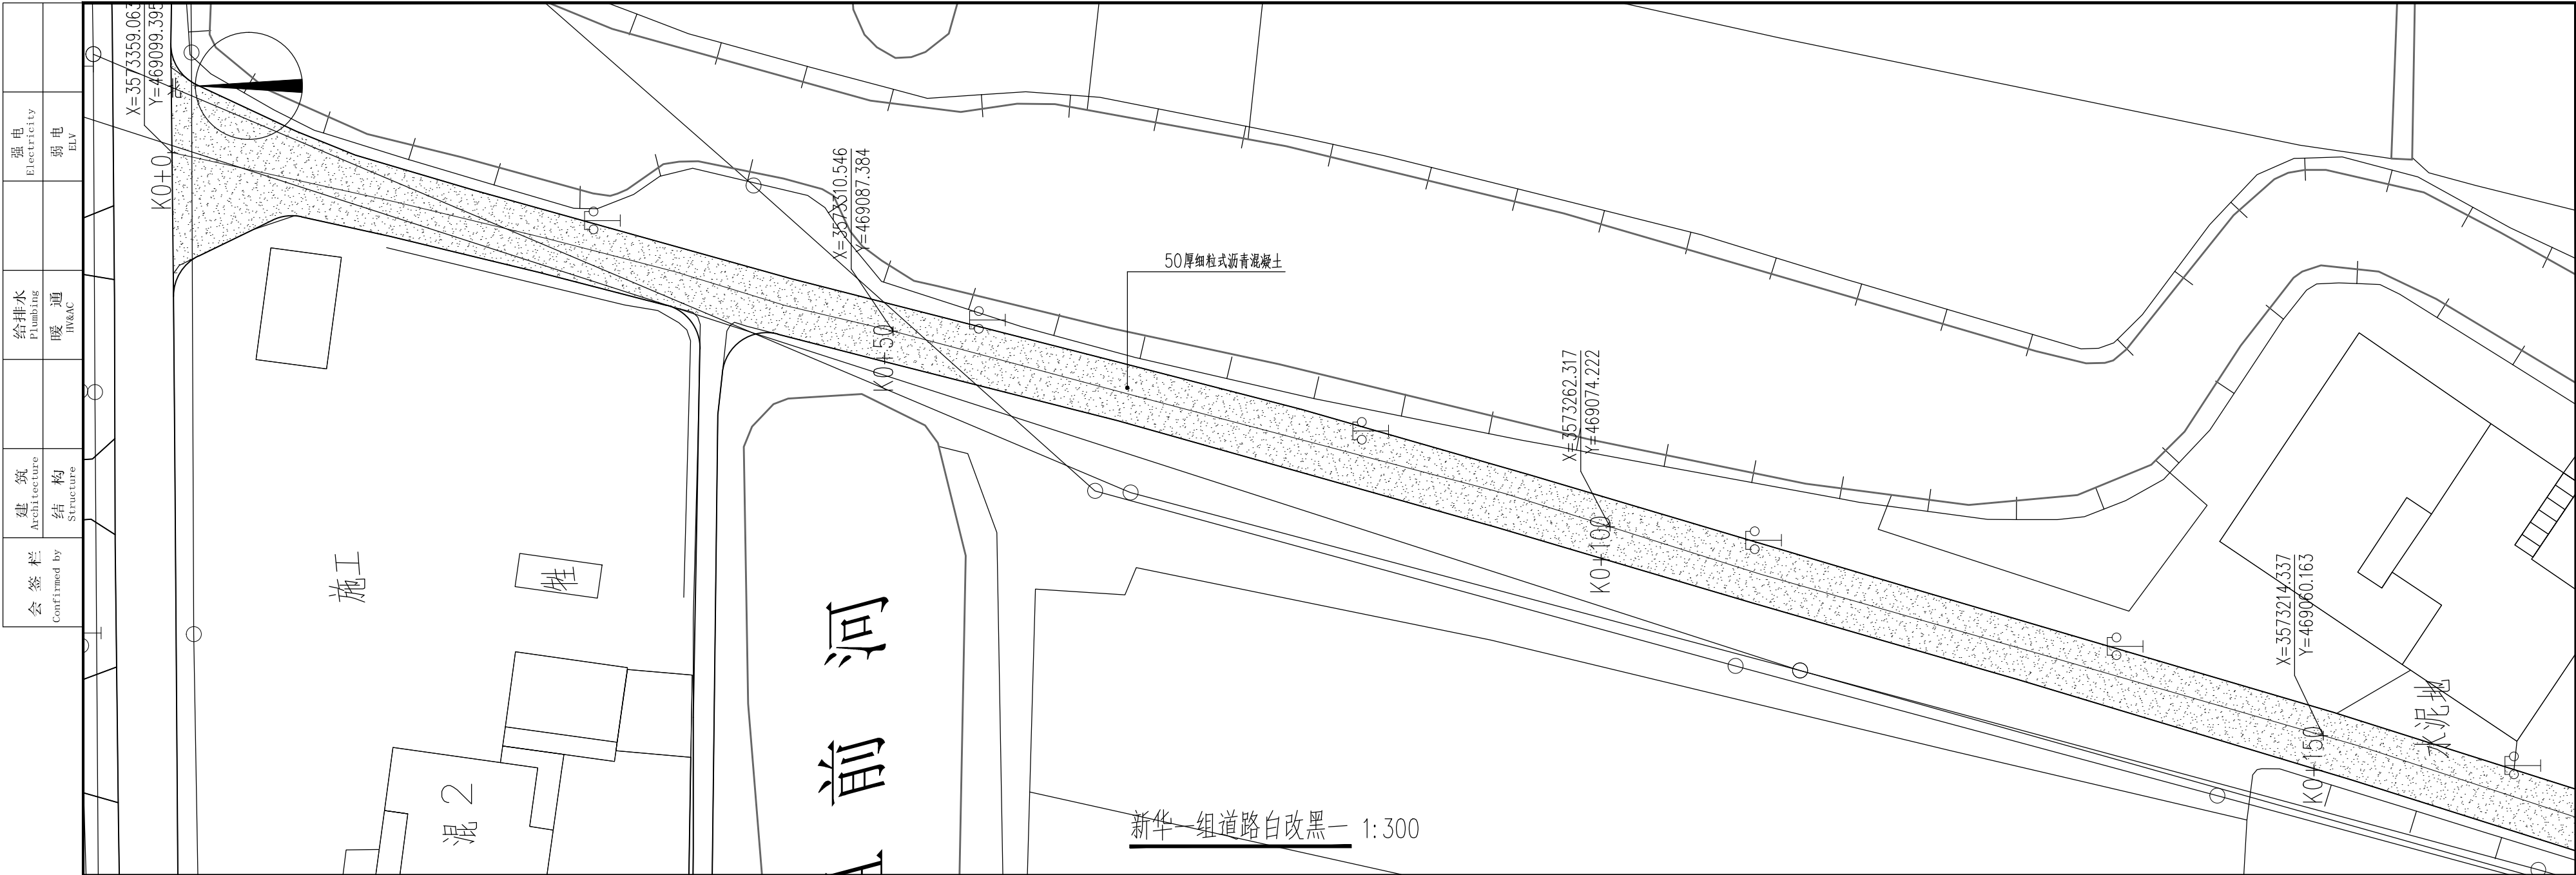 强 电
Electricity
弱 电
ELV
给排水
Plumbing
暖 通
HV&AC
建 筑
Architecture
结 构
Structure
会 签 栏
Confirmed by
X=3573359.063
Y=469099.395
北
K0+0
X=3573310.546
Y=469087.384
K0+50
50厚细粒式沥青混凝土
X=3573262.317
Y=469074.222
K0+100
X=3573214.337
Y=469060.163
K0+150
水泥地
施工
混 2
前 河
新华一组道路白改黑一 1:300